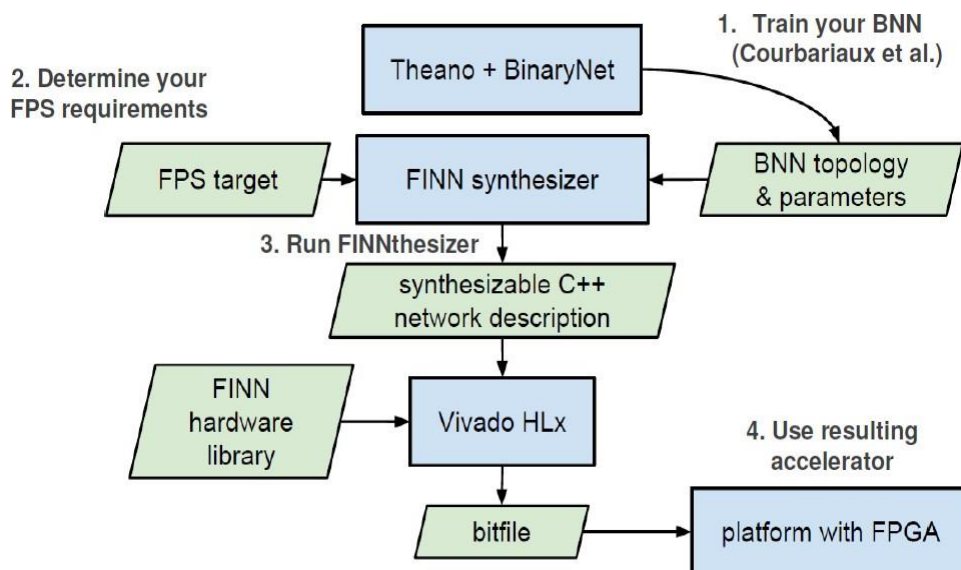 1. Train your BNN
(Courbariaux et al.)
Theano + BinaryNet
2. Determine your
FPS requirements
FPS target
FINN synthesizer
BNN topology
& parameters
3. Run FINNthesizer
synthesizable C++
network description
FINN
hardware
library
Vivado HLx
4. Use resulting
accelerator
bitfile
platform with FPGA